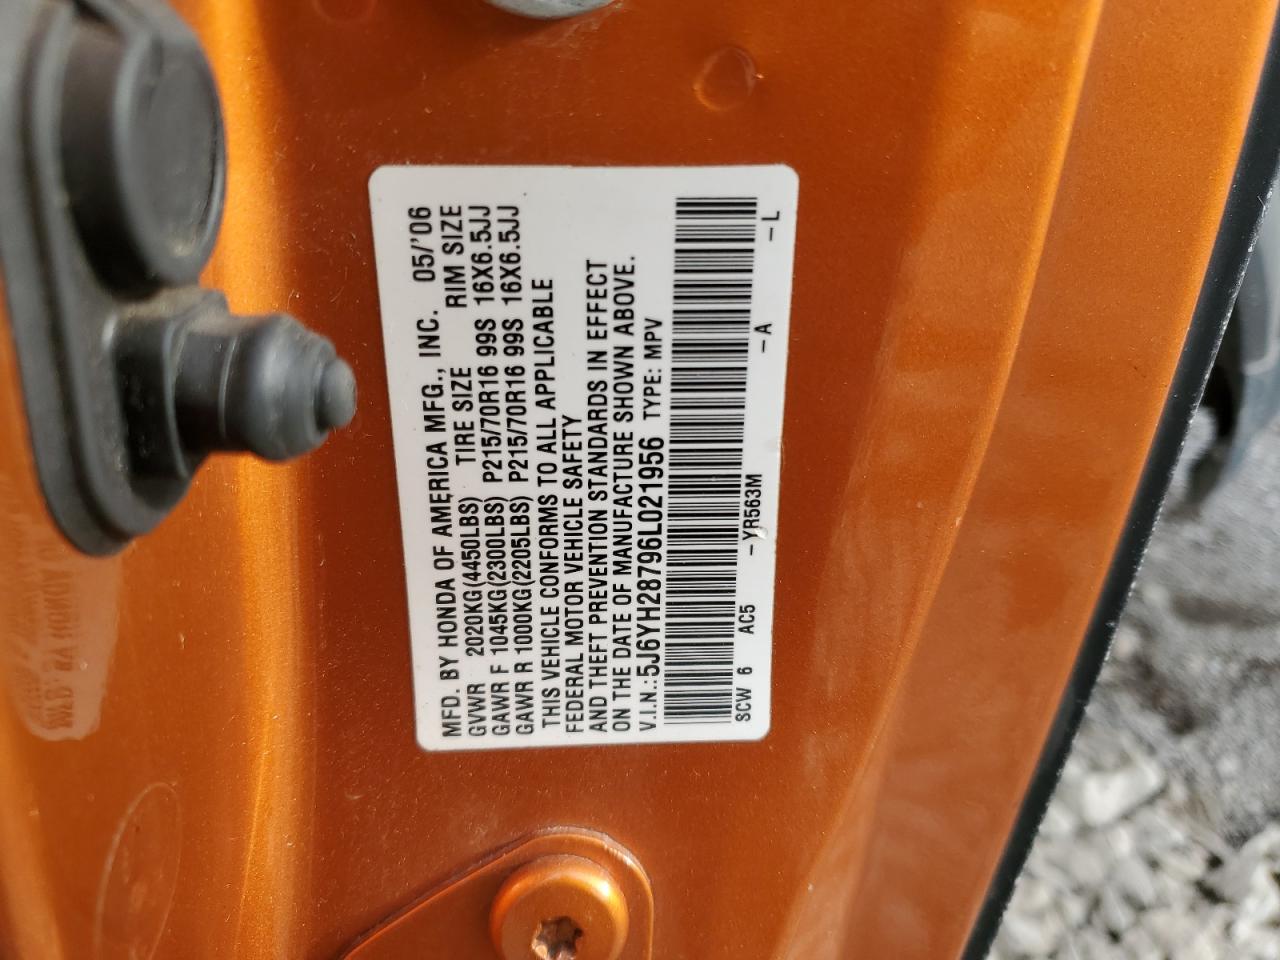 MFD. BY HONDA OF AMERICA MFG., INC. 05/'06
GVWR 2020KG(4450LBS) TIRE SIZE RIM SIZE
GAWR F 1045KG(2300LBS) P215/70R16 99S 16X6.5JJ
GAWR R 1000KG(2205LBS) P215/70R16 99S 16X6.5JJ
THIS VEHICLE CONFORMS TO ALL APPLICABLE
FEDERAL MOTOR VEHICLE SAFETY
AND THEFT PREVENTION STANDARDS IN EFFECT
ON THE DATE OF MANUFACTURE SHOWN ABOVE.
V.I.N.: 5J6YH28796L021956 TYPE: MPV
SCW 6 AC5 -YR563M -A -L